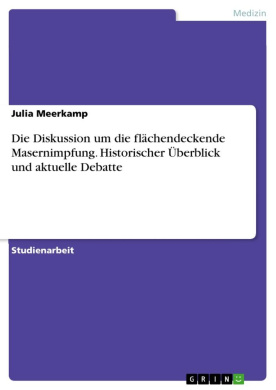 Medizin
Julia Meerkamp
Die Diskussion um die flächendeckende
Masernimpfung. Historischer Überblick
und aktuelle Debatte
Studienarbeit
GRIN